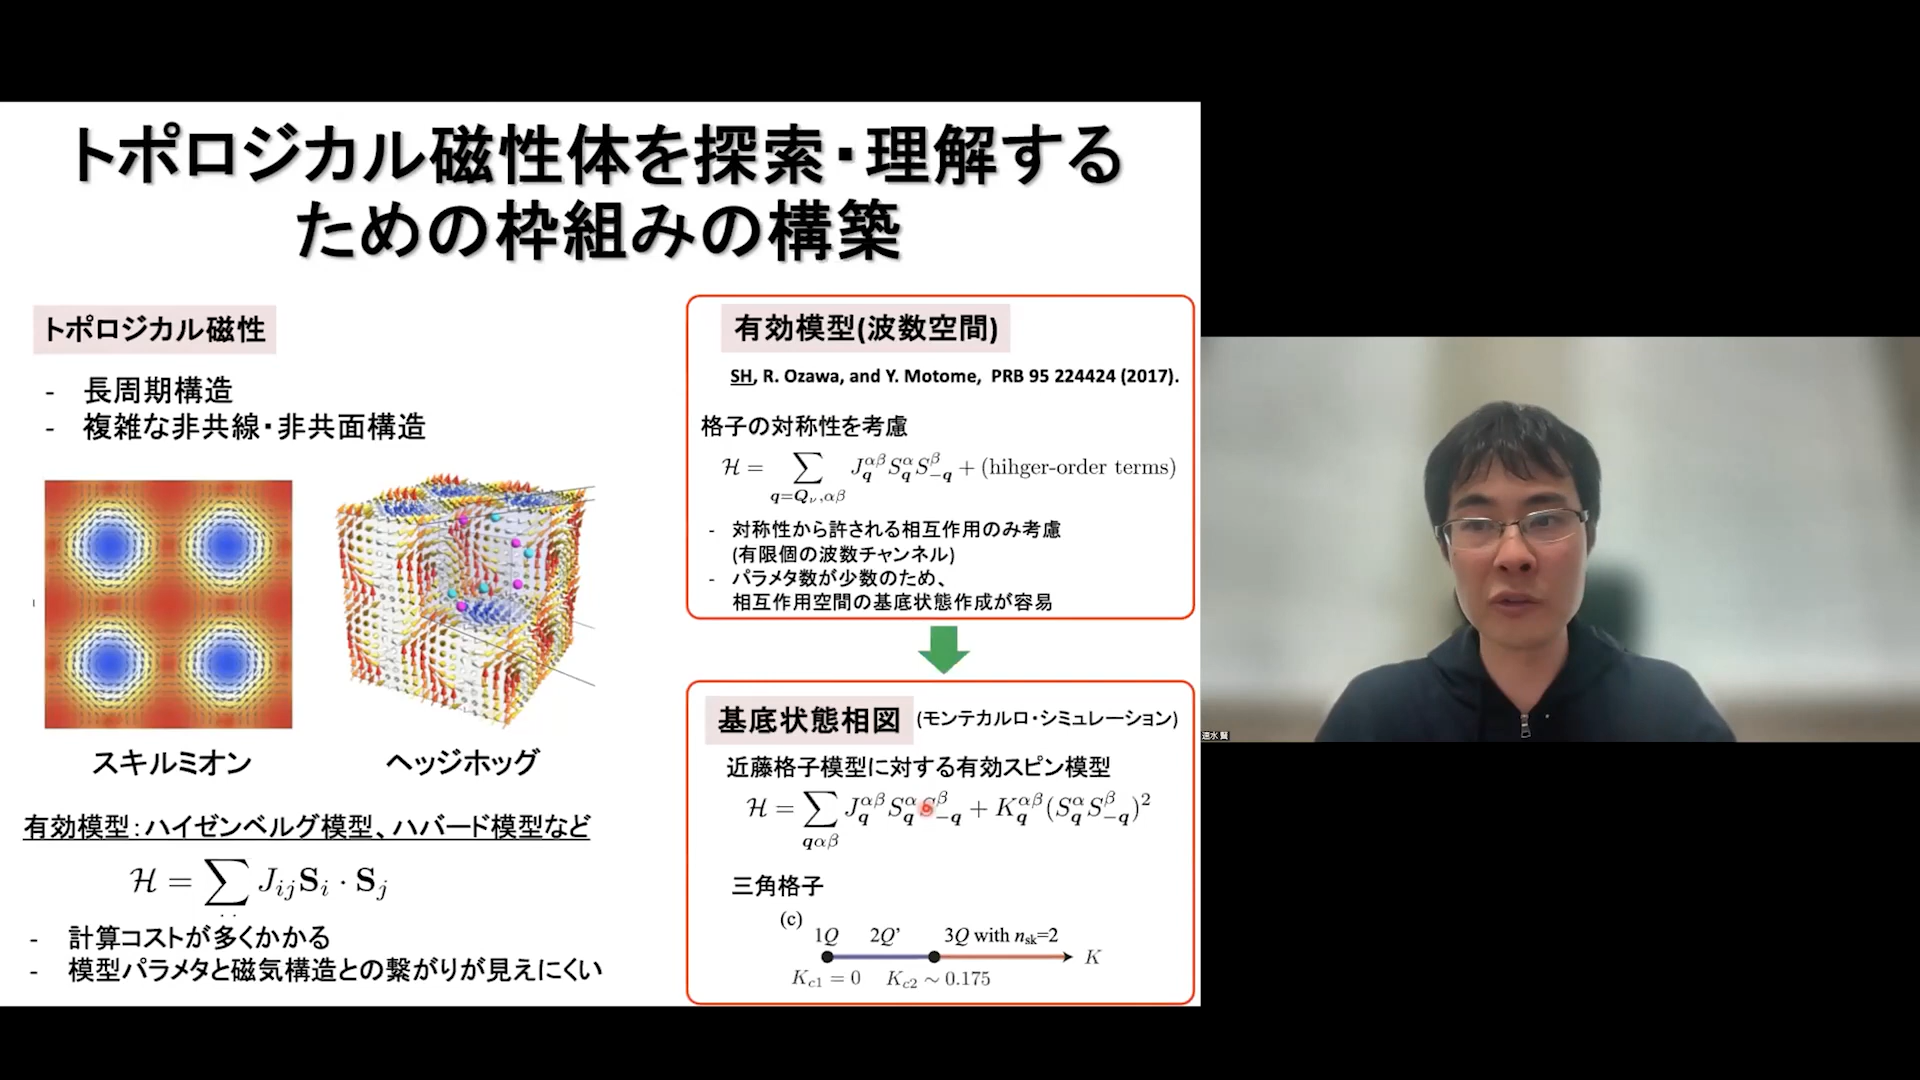 トポロジカル磁性体を探索・理解する
ための枠組みの構築
トポロジカル磁性
- 長周期構造
- 複雑な非共線・非共面構造
スキルミオン
ヘッジホッグ
有効模型：ハイゼンベルグ模型、ハバード模型など
ℋ = ∑ J_{ij} S_i · S_j
- 計算コストが多くかかる
- 模型パラメタと磁気構造との繋がりが見えにくい
有効模型(波数空間)
SH, R. Ozawa, and Y. Motome, PRB 95 224424 (2017).
格子の対称性を考慮
ℋ = ∑_{q=Q_ν,αβ} J_q^{αβ} S_q^α S_{-q}^β + (hihger-order terms)
- 対称性から許される相互作用のみ考慮
(有限個の波数チャンネル)
- パラメタ数が少数のため、
相互作用空間の基底状態作成が容易
基底状態相図 (モンテカルロ・シミュレーション)
近藤格子模型に対する有効スピン模型
ℋ = ∑_{qαβ} J_q^{αβ} S_q^α S_{-q}^β + K_q^{αβ} (S_q^α S_{-q}^β)^2
三角格子
(c)
1Q 2Q' 3Q with n_{sk}=2
K
K_{c1} = 0 K_{c2} ~ 0.175
速水 賢